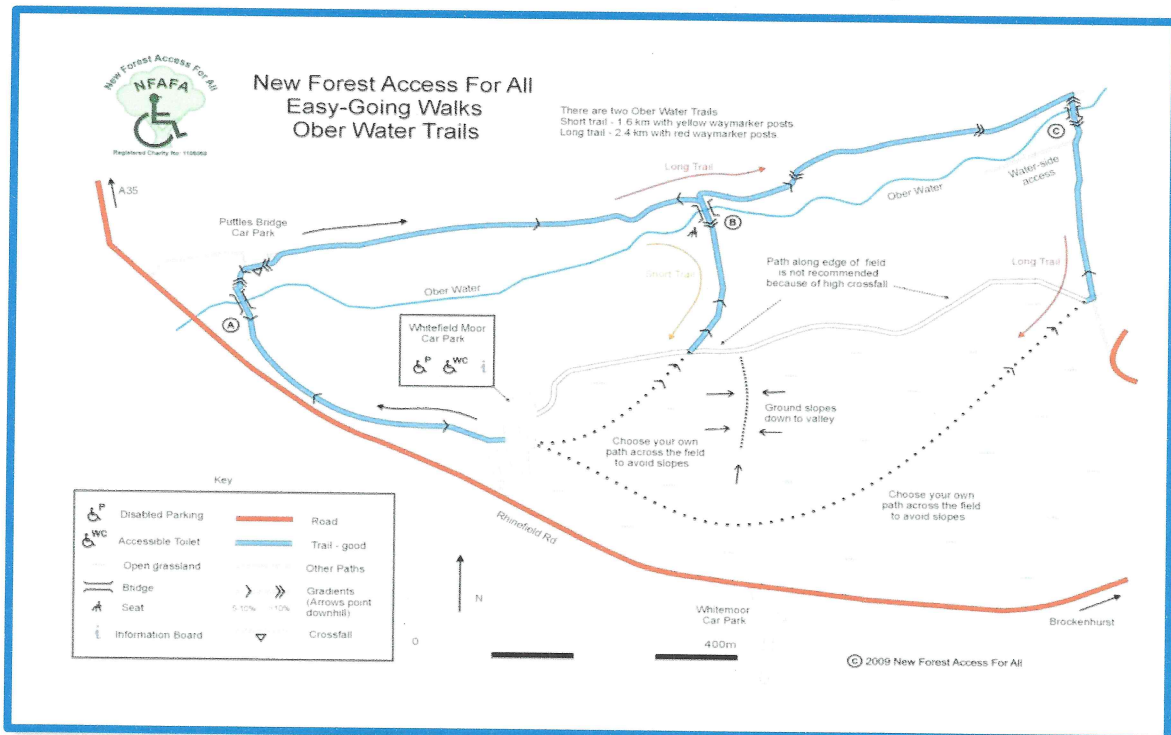 New Forest Access For All
NFAFA
Registered Charity No 1106068
New Forest Access For All
Easy-Going Walks
Ober Water Trails
There are two Ober Water Trails
Short trail - 1.6 km with yellow waymarker posts
Long trail - 2.4 km with red waymarker posts
A35
Long Trail
C
Water-side
access
Ober Water
Puttles Bridge
Car Park
B
Short Trail
Path along edge of field
is not recommended
because of high crossfall
Long Trail
Ober Water
A
Whitefield Moor
Car Park
P
WC
i
Ground slopes
down to valley
Choose your own
path across the field
to avoid slopes
Choose your own
path across the field
to avoid slopes
Rhinefield Rd
Key
P
Disabled Parking
Road
WC
Accessible Toilet
Trail - good
Open grassland
Other Paths
Bridge
Gradients
(Arrows point
downhill)
Seat
5-10%
>10%
i
Information Board
Crossfall
N
0
400m
Whitemoor
Car Park
Brockenhurst
© 2009 New Forest Access For All